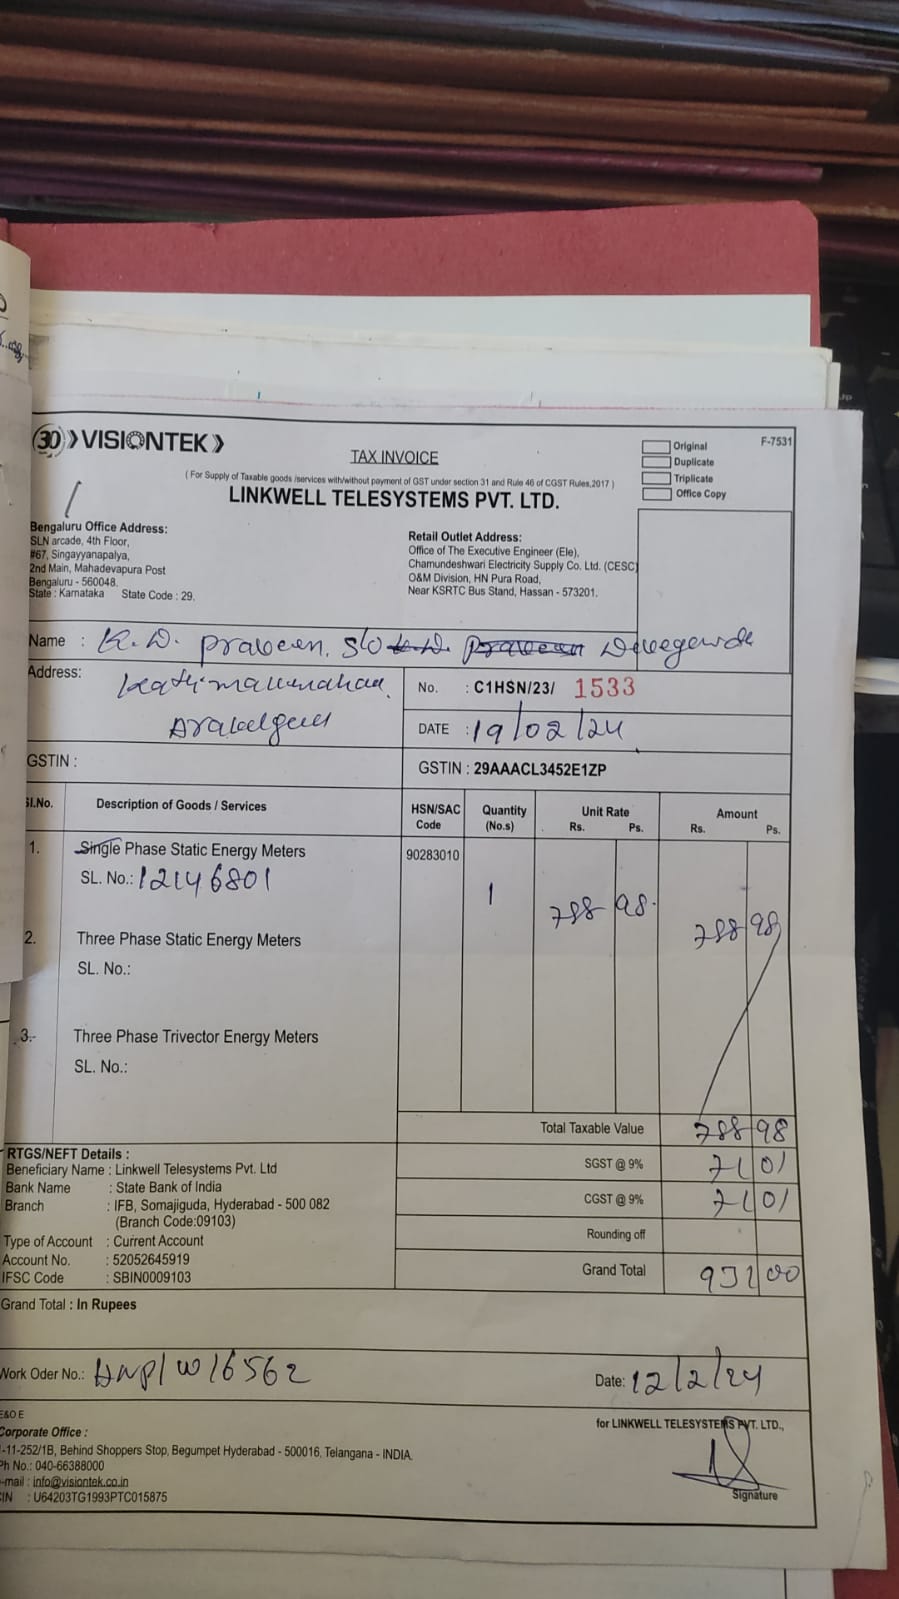 30 VISIONTEK
F-7531
TAX INVOICE
Original
Duplicate
Triplicate
Office Copy
( For Supply of Taxable goods /services with/without payment of GST under section 31 and Rule 46 of CGST Rules,2017 )
LINKWELL TELESYSTEMS PVT. LTD.
Bengaluru Office Address:
SLN arcade, 4th Floor,
#67, Singayyanapalya,
2nd Main, Mahadevapura Post
Bengaluru - 560048.
State : Karnataka State Code : 29.
Retail Outlet Address:
Office of The Executive Engineer (Ele),
Chamundeshwari Electricity Supply Co. Ltd. (CESC)
O&M Division, HN Pura Road,
Near KSRTC Bus Stand, Hassan - 573201.
Name : K.D. Praveen, S/o
Address:
No. : C1HSN/23/ 1533
DATE : 19/02/24
GSTIN :
GSTIN : 29AAACL3452E1ZP
Sl.No. Description of Goods / Services HSN/SAC Code Quantity (No.s) Unit Rate Rs. Ps. Amount Rs. Ps.
1. Single Phase Static Energy Meters 90283010
SL. No.: 12146801 1 788 98 788 98
2. Three Phase Static Energy Meters
SL. No.:
3. Three Phase Trivector Energy Meters
SL. No.:
Total Taxable Value 788 98
SGST @ 9% 71 01
CGST @ 9% 71 01
Rounding off
Grand Total 931 00
RTGS/NEFT Details :
Beneficiary Name : Linkwell Telesystems Pvt. Ltd
Bank Name : State Bank of India
Branch : IFB, Somajiguda, Hyderabad - 500 082
(Branch Code:09103)
Type of Account : Current Account
Account No. : 52052645919
IFSC Code : SBIN0009103
Grand Total : In Rupees
Work Oder No.: HNP/W/6562
Date: 12/2/24
E&O E
Corporate Office :
-11-252/1B, Behind Shoppers Stop, Begumpet Hyderabad - 500016, Telangana - INDIA.
Ph No.: 040-66388000
-mail : info@visiontek.co.in
CIN : U64203TG1993PTC015875
for LINKWELL TELESYSTEMS PVT. LTD.,
Signature